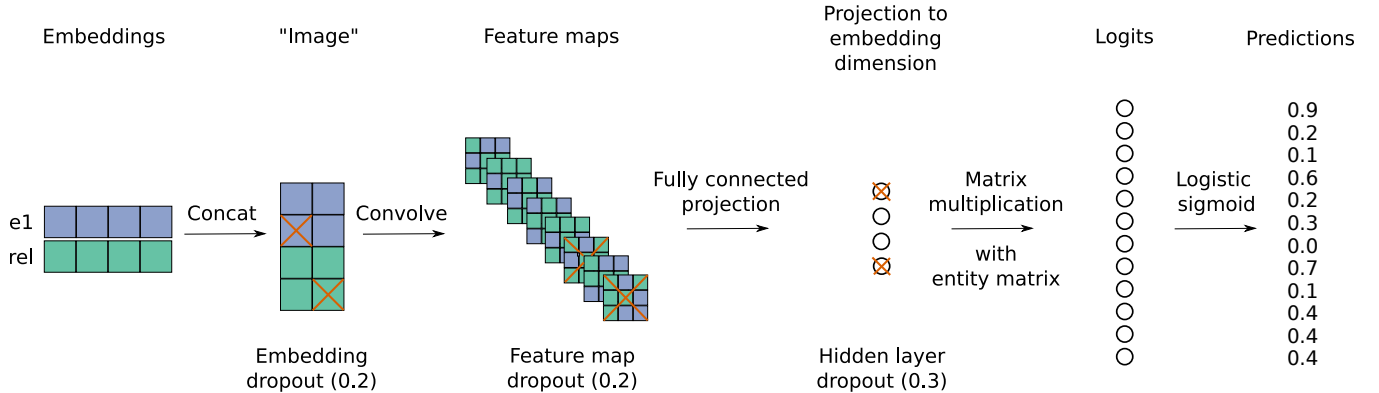 Embeddings
"Image"
Feature maps
Projection to
embedding
dimension
Logits
Predictions
e1
rel
Concat
Convolve
Fully connected
projection
Matrix
multiplication
with
entity matrix
Logistic
sigmoid
0.9
0.2
0.1
0.6
0.2
0.3
0.0
0.7
0.1
0.4
0.4
0.4
Embedding
dropout (0.2)
Feature map
dropout (0.2)
Hidden layer
dropout (0.3)